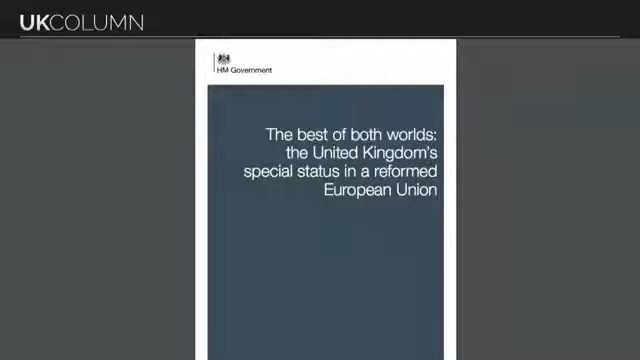 UKCOLUMN
HM Government
The best of both worlds:
the United Kingdom's
special status in a reformed
European Union